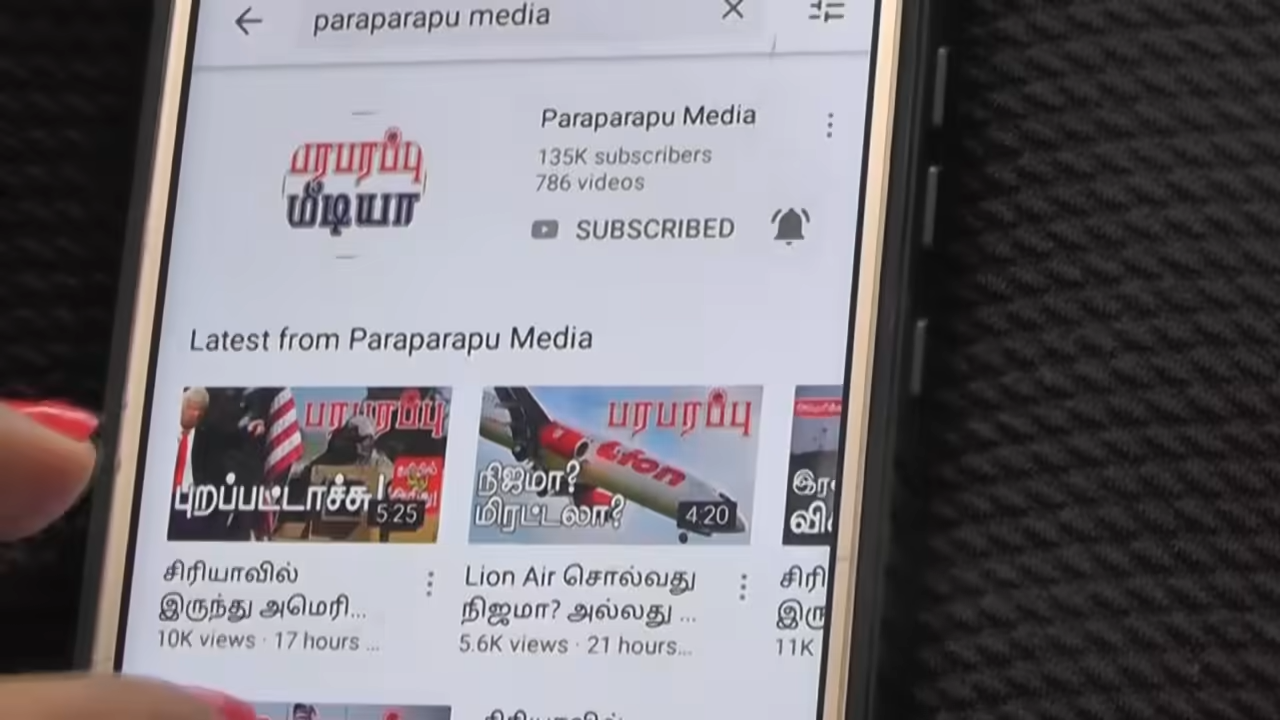 paraparapu media
பரபரப்பு
மீடியா
Paraparapu Media
135K subscribers
786 videos
SUBSCRIBED
Latest from Paraparapu Media
பரபரப்பு
புறப்பட்டாச்சு!
5:25
சிரியாவில்
இருந்து அமெரி...
10K views · 17 hours ...
பரபரப்பு
Lion
நிஜமா?
மிரட்டலா?
4:20
Lion Air சொல்வது
நிஜமா? அல்லது ...
5.6K views · 21 hours...
இர
வி
சிரி
இரு
11K